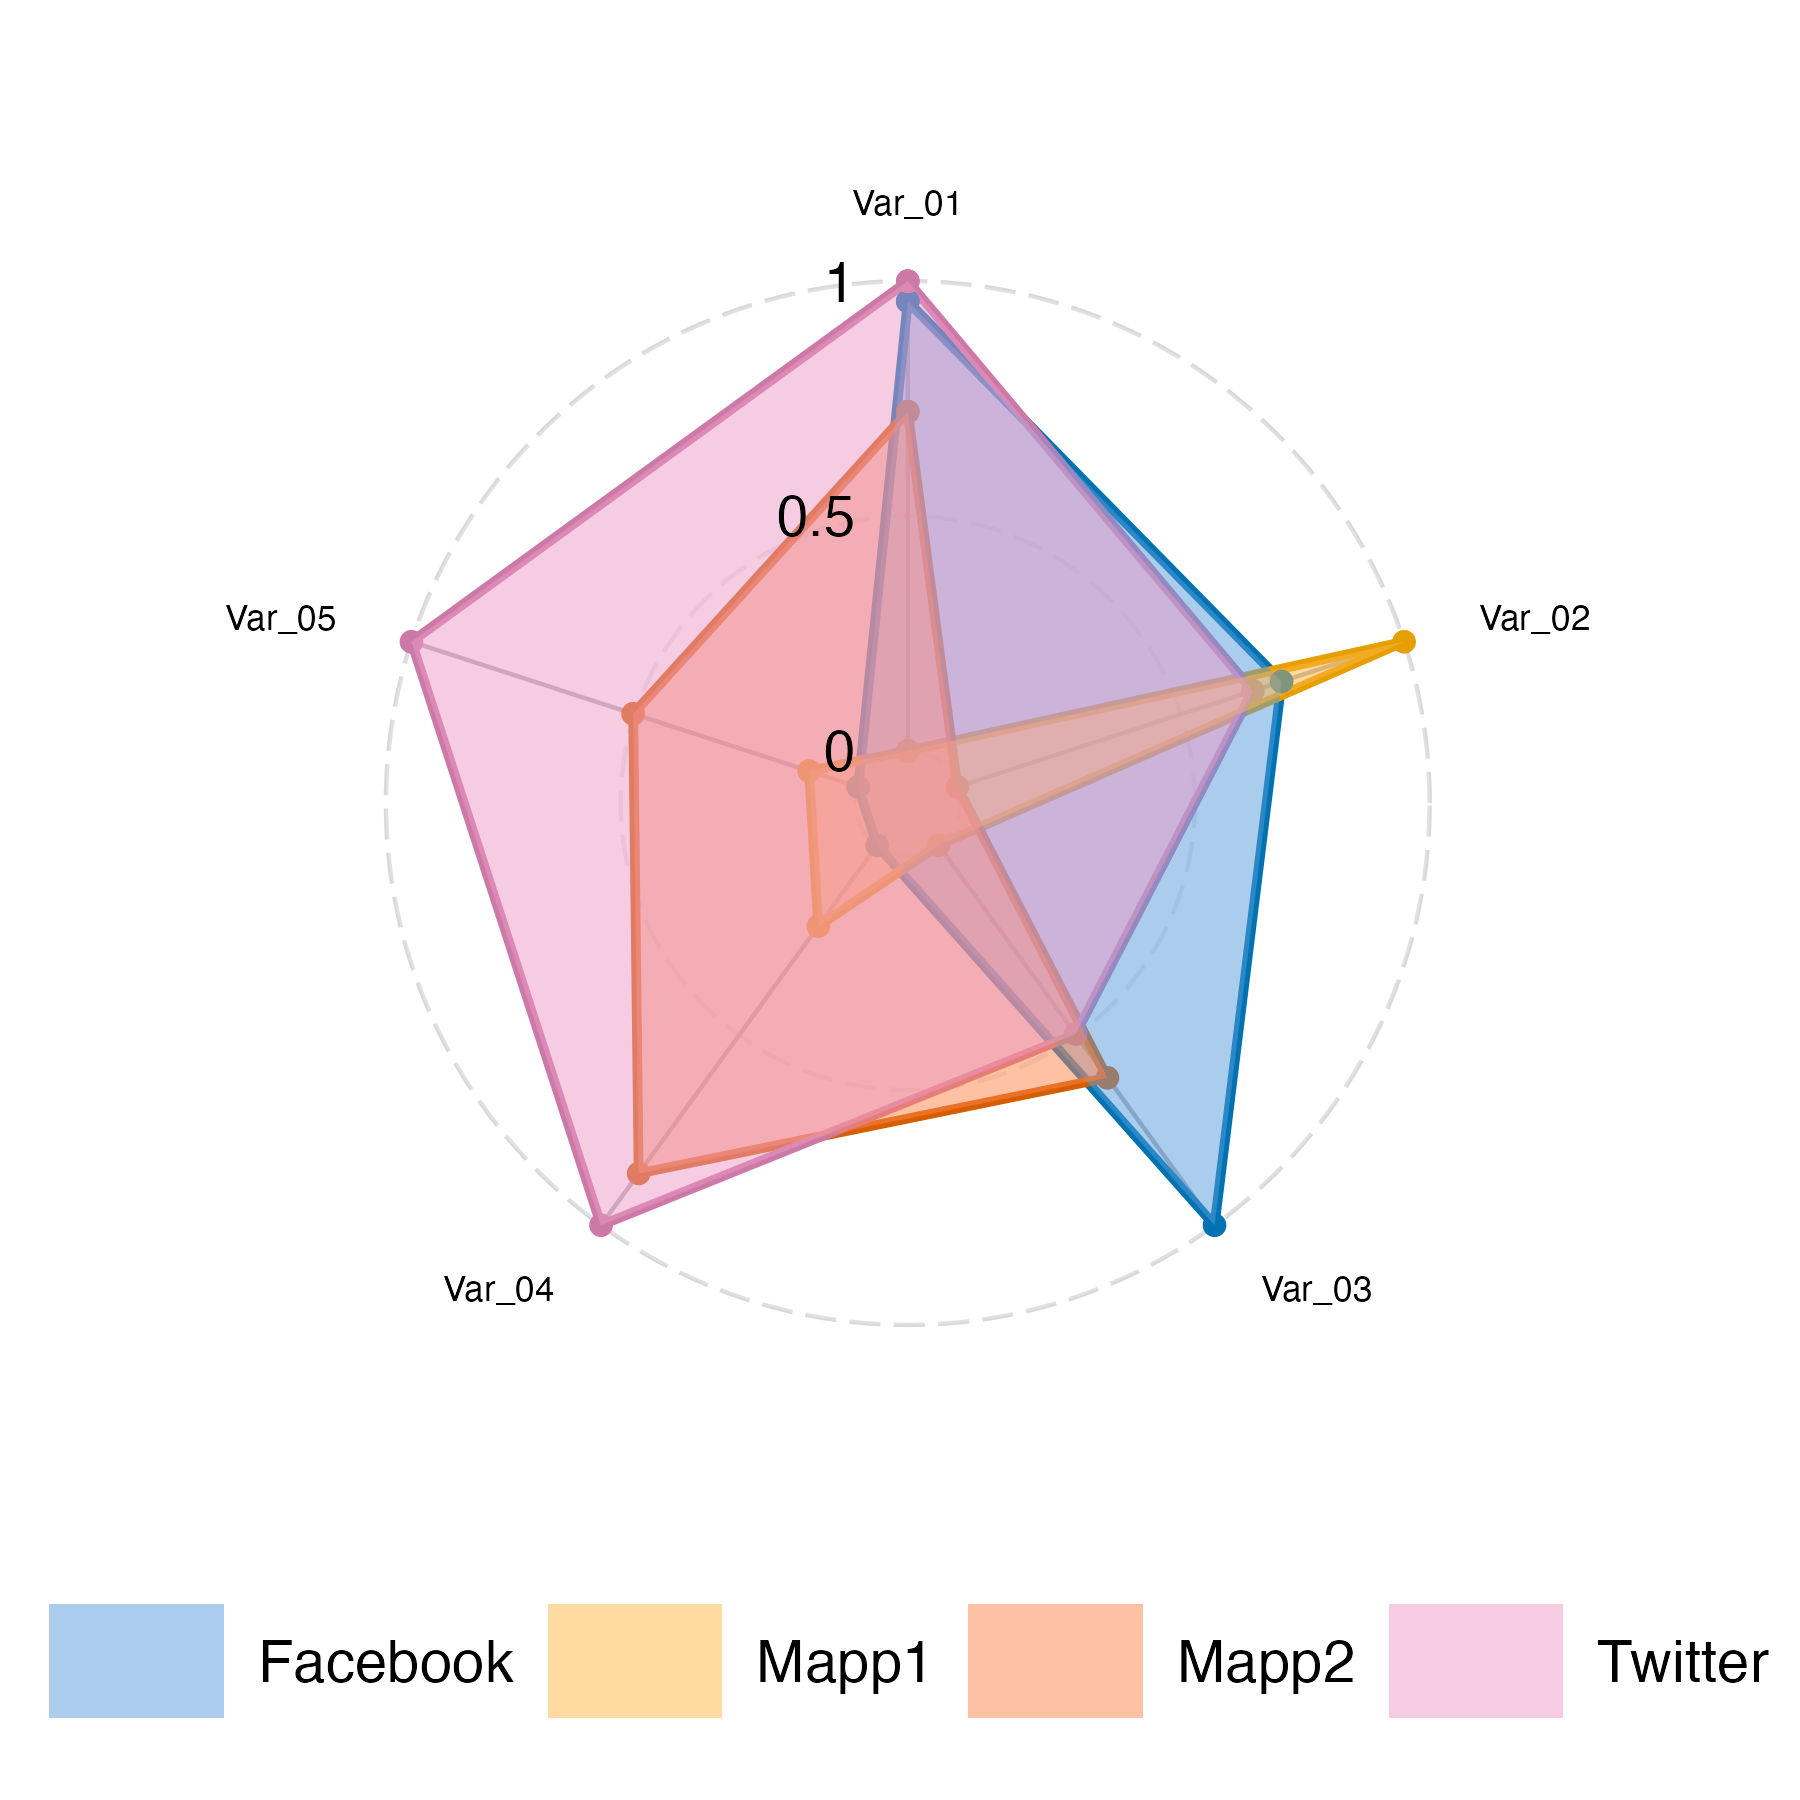 Var_01
1
0.5
Var_05
Var_02
0
Var_04
Var_03
Facebook
Mapp1
Mapp2
Twitter